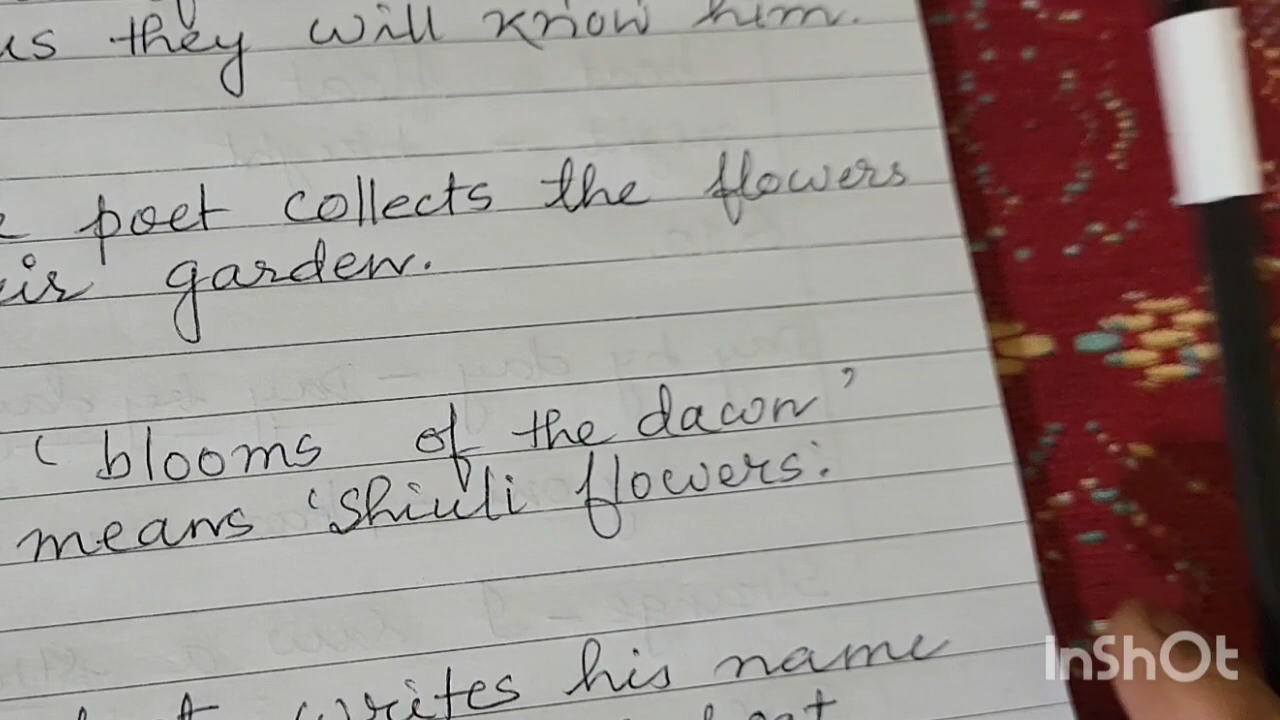 they will know him.
poet collects the flowers
garden.
‘blooms of the dawn’
means ‘Shiuli flowers.
writes his name
InShOt